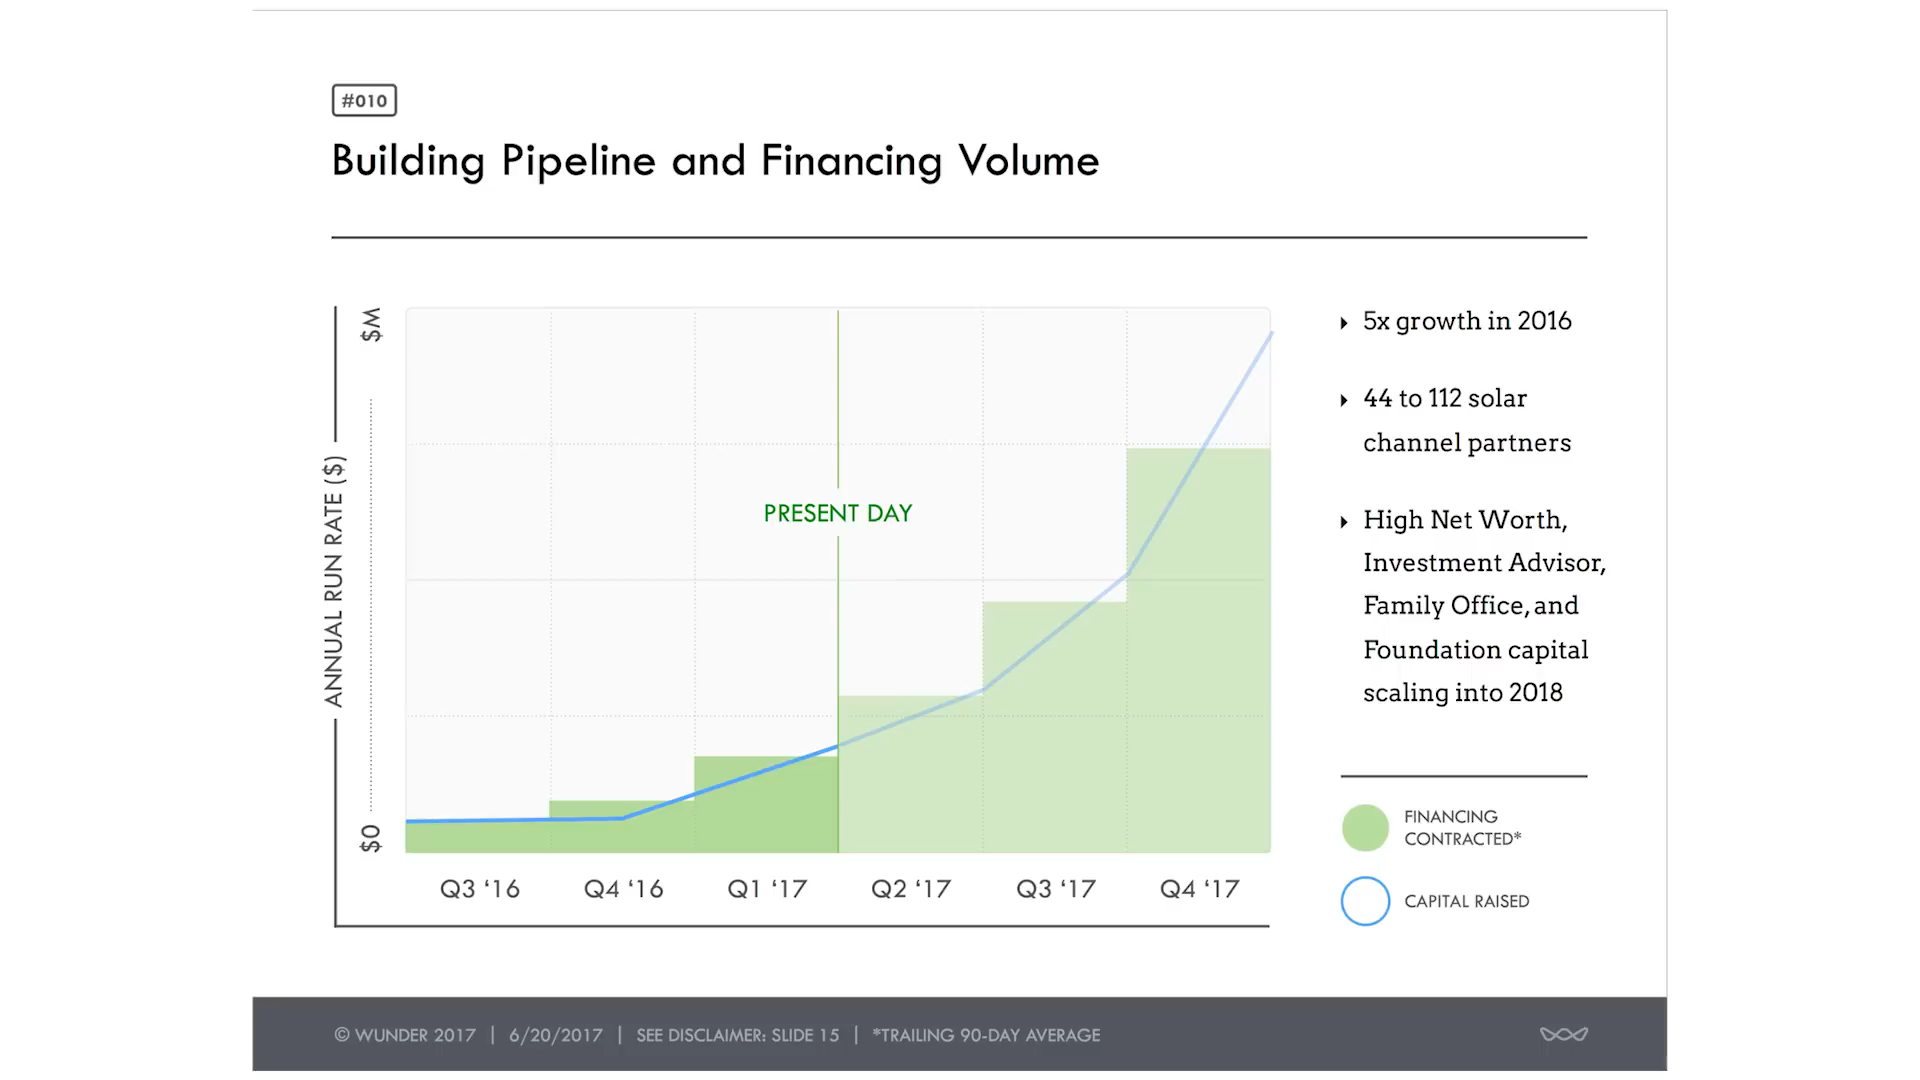 #010
Building Pipeline and Financing Volume
$M
ANNUAL RUN RATE ($)
$0
PRESENT DAY
Q3 ‘16
Q4 ‘16
Q1 ‘17
Q2 ‘17
Q3 ‘17
Q4 ‘17
5x growth in 2016
44 to 112 solar
channel partners
High Net Worth,
Investment Advisor,
Family Office, and
Foundation capital
scaling into 2018
FINANCING
CONTRACTED*
CAPITAL RAISED
© WUNDER 2017 | 6/20/2017 | SEE DISCLAIMER: SLIDE 15 | *TRAILING 90-DAY AVERAGE